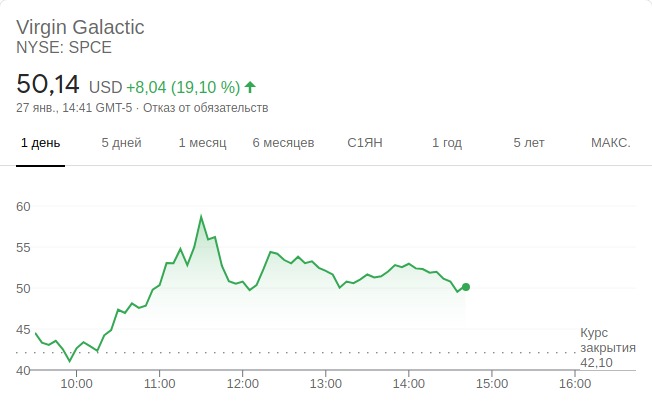 Virgin Galactic
NYSE: SPCE
50,14 USD +8,04 (19,10 %)
27 янв., 14:41 GMT-5 · Отказ от обязательств
1 день 5 дней 1 месяц 6 месяцев С1ЯН 1 год 5 лет МАКС.
60
55
50
45
Курс
закрытия
42,10
40
10:00 11:00 12:00 13:00 14:00 15:00 16:00